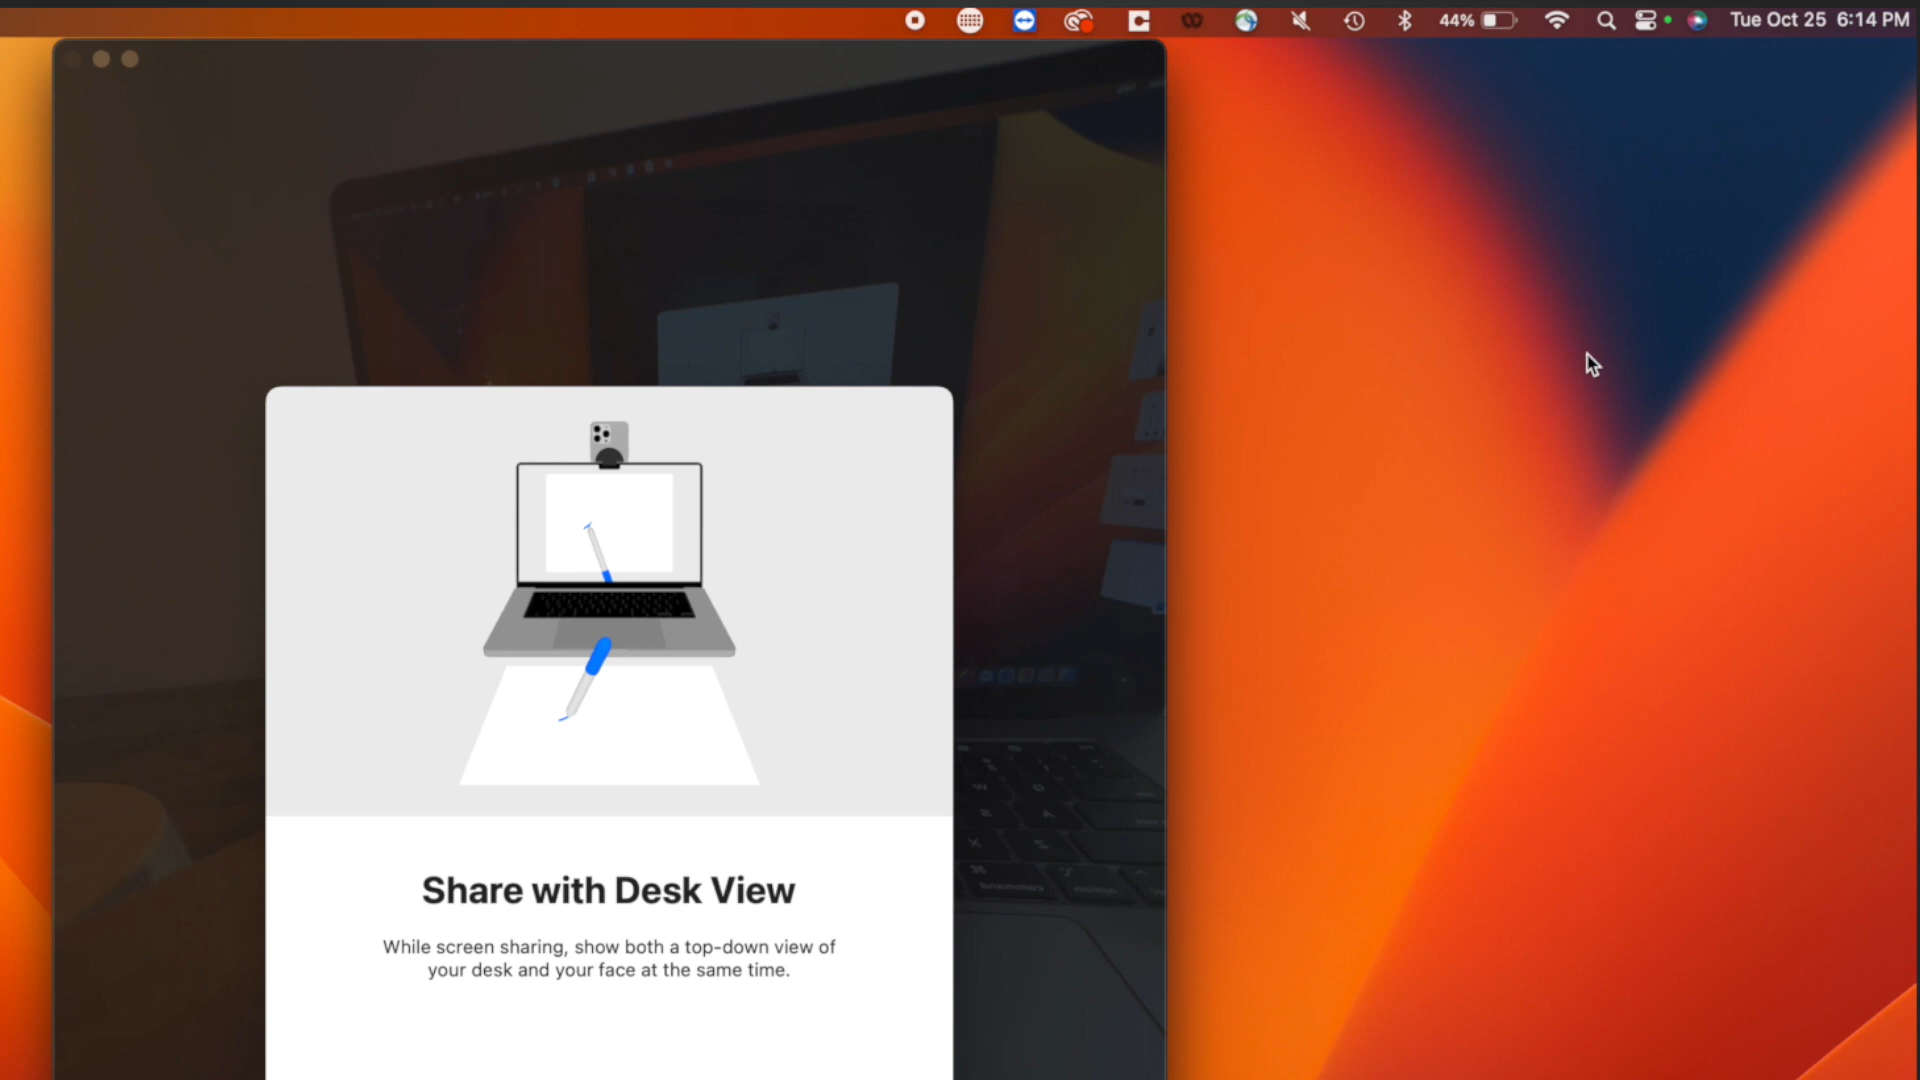 44%
Tue Oct 25 6:14 PM
Share with Desk View
While screen sharing, show both a top-down view of
your desk and your face at the same time.